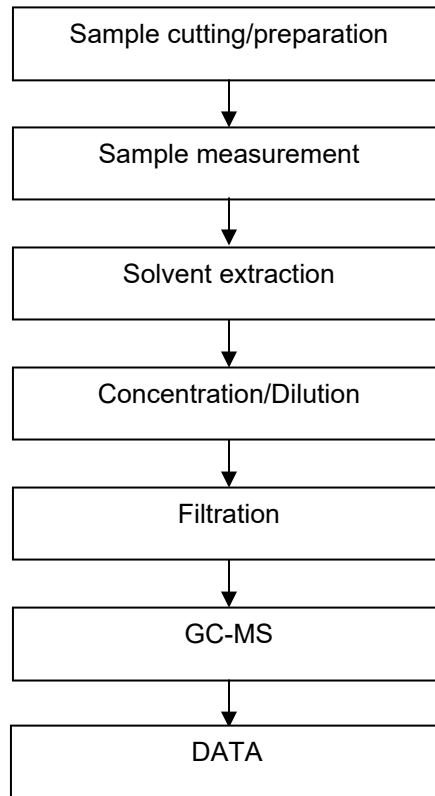 Sample cutting/preparation
Sample measurement
Solvent extraction
Concentration/Dilution
Filtration
GC-MS
DATA